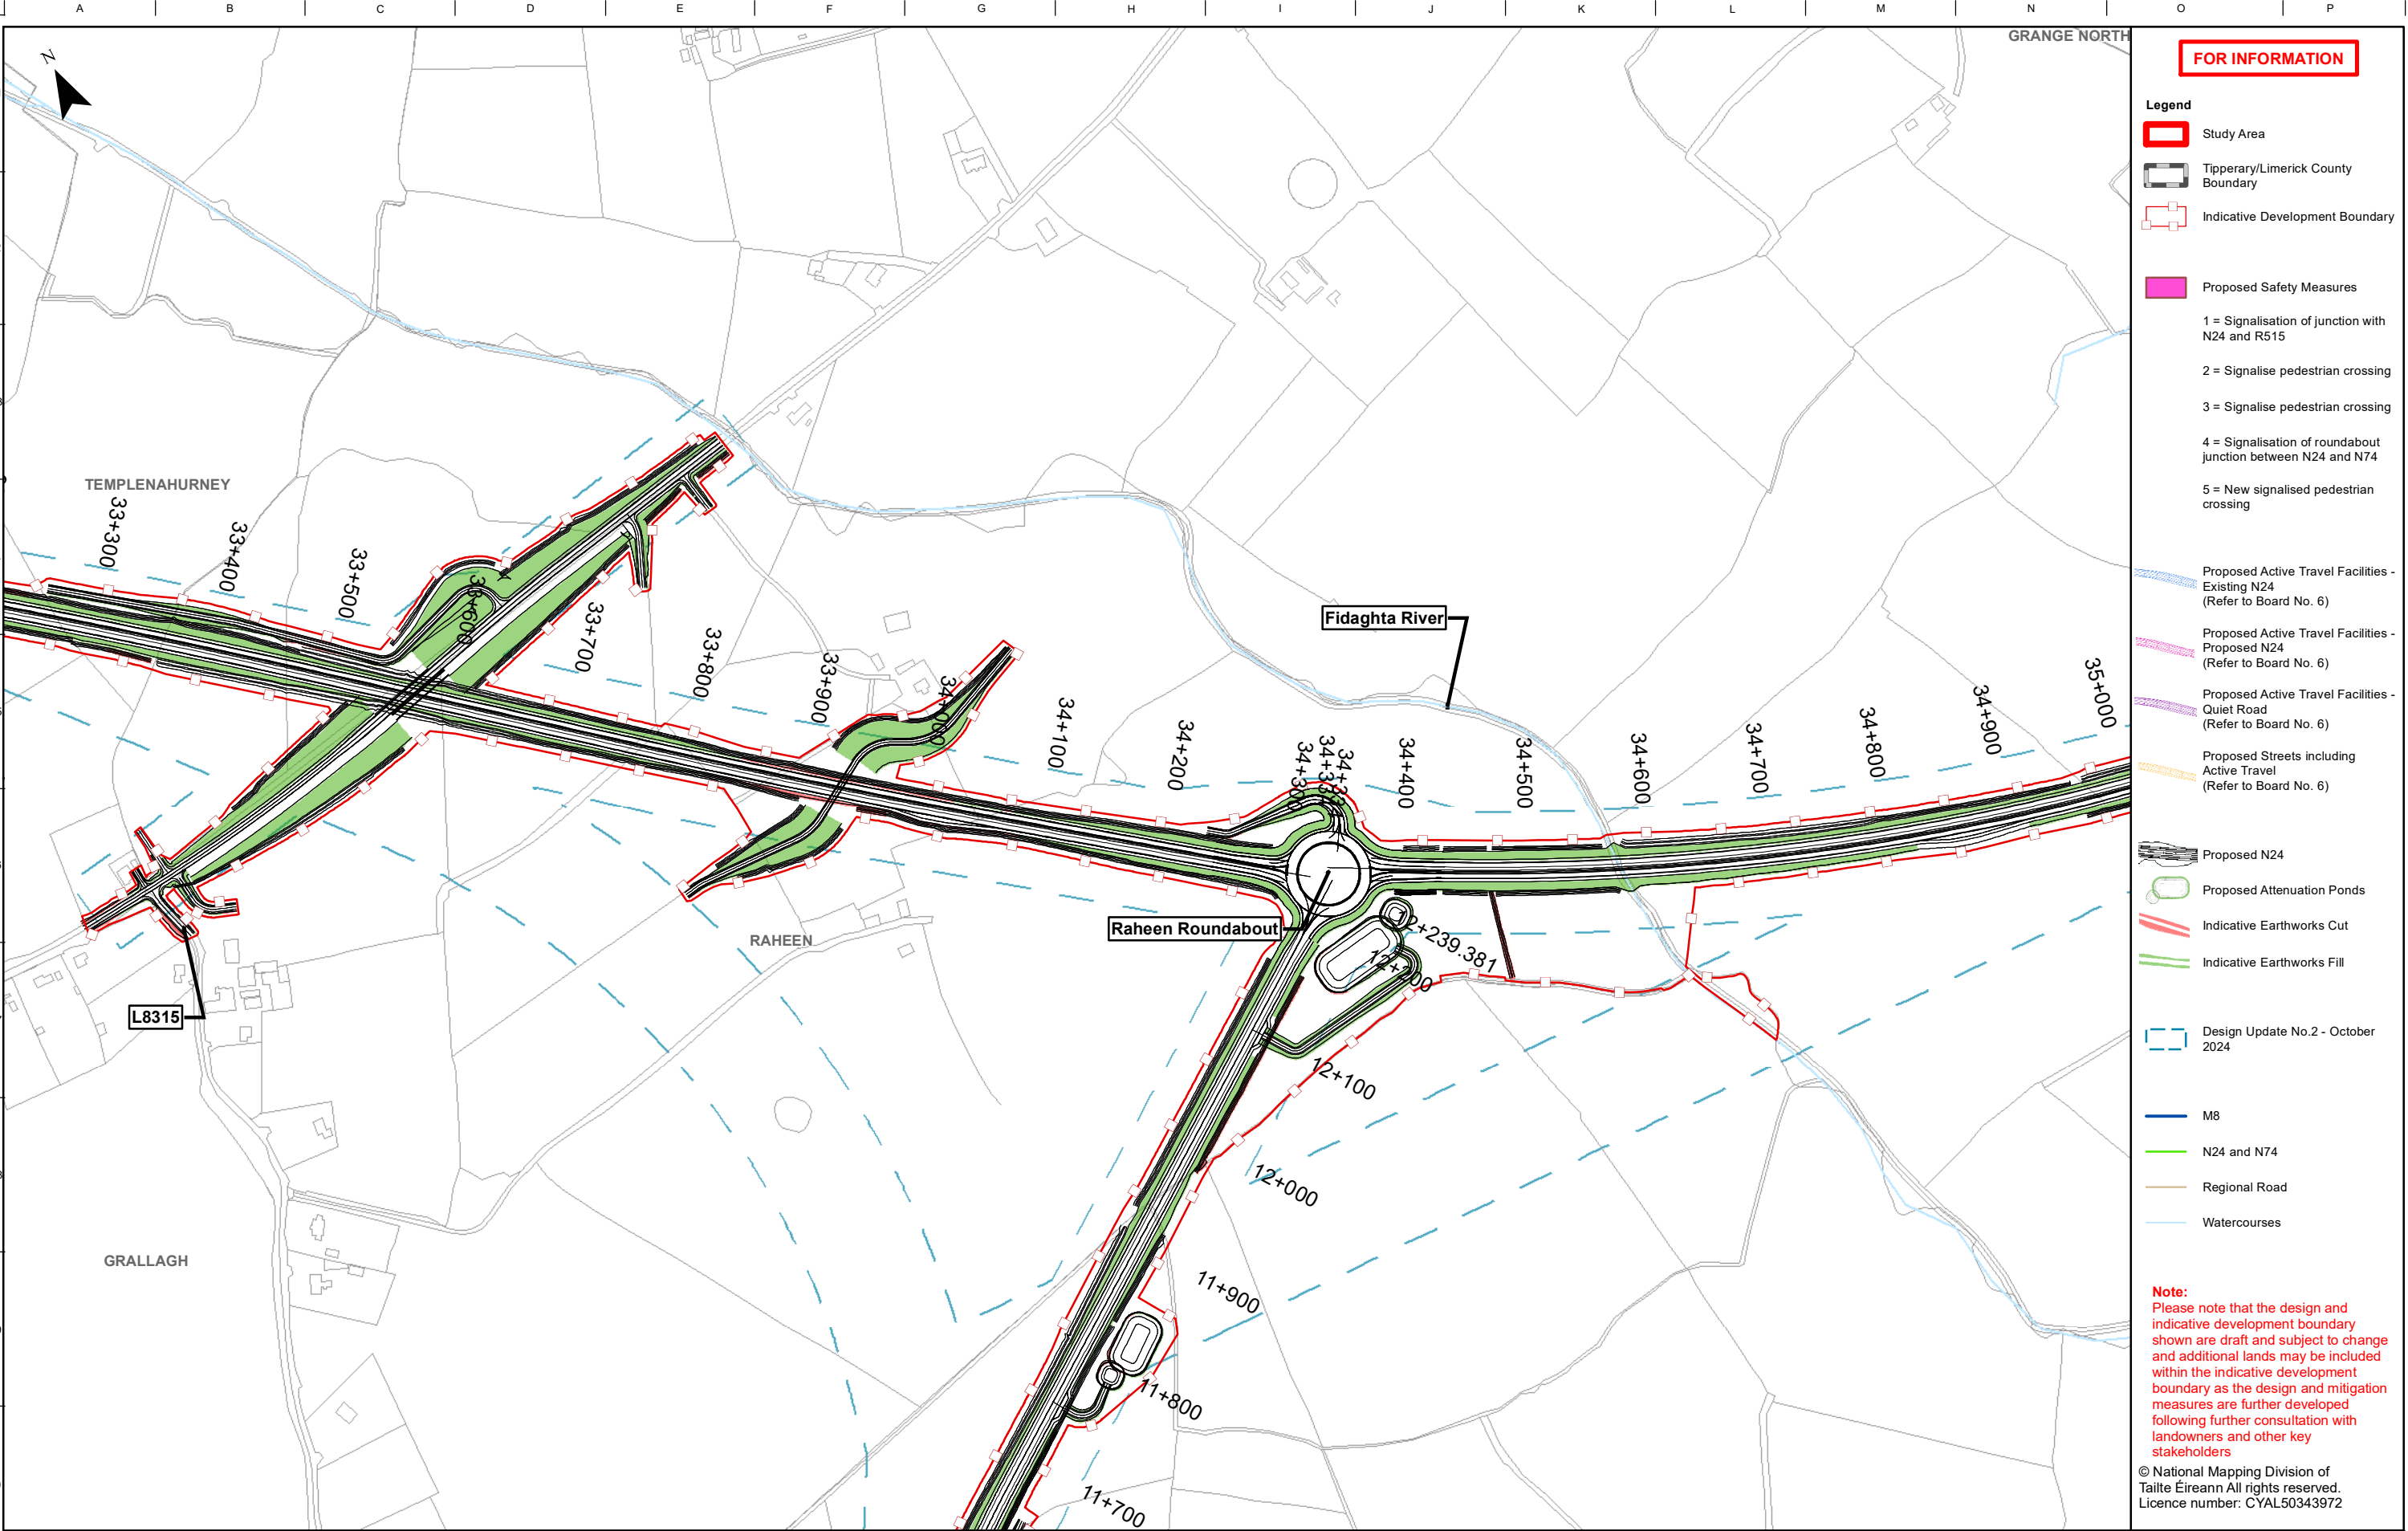 A B C D E F G H I J K L M N O P
N
GRANGE NORTH
TEMPLENAHURNEY
33+300
33+400
33+500
33+600
33+700
33+800
33+900
34+000
34+100
34+200
34+300
34+400
34+500
34+600
34+700
34+800
34+900
35+000
Fidaghta River
Raheen Roundabout
RAHEEN
L8315
GRALLAGH
12+239.381
12+200
12+100
12+000
11+900
11+800
11+700
FOR INFORMATION
Legend
Study Area
Tipperary/Limerick County
Boundary
Indicative Development Boundary
Proposed Safety Measures
1 = Signalisation of junction with
N24 and R515
2 = Signalise pedestrian crossing
3 = Signalise pedestrian crossing
4 = Signalisation of roundabout
junction between N24 and N74
5 = New signalised pedestrian
crossing
Proposed Active Travel Facilities -
Existing N24
(Refer to Board No. 6)
Proposed Active Travel Facilities -
Proposed N24
(Refer to Board No. 6)
Proposed Active Travel Facilities -
Quiet Road
(Refer to Board No. 6)
Proposed Streets including
Active Travel
(Refer to Board No. 6)
Proposed N24
Proposed Attenuation Ponds
Indicative Earthworks Cut
Indicative Earthworks Fill
Design Update No.2 - October
2024
M8
N24 and N74
Regional Road
Watercourses
Note:
Please note that the design and
indicative development boundary
shown are draft and subject to change
and additional lands may be included
within the indicative development
boundary as the design and mitigation
measures are further developed
following further consultation with
landowners and other key
stakeholders
© National Mapping Division of
Tailte Éireann All rights reserved.
Licence number: CYAL50343972